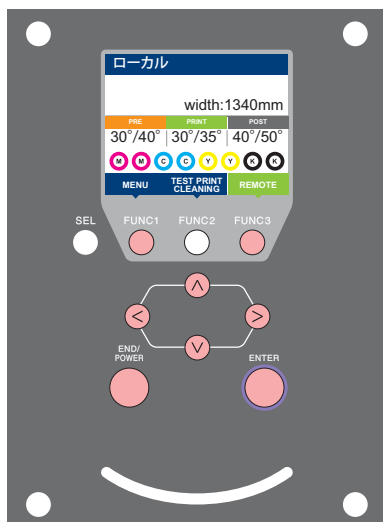 ローカル
width:1340mm
PRE PRINT POST
30°/40° 30°/35° 40°/50°
M M C C Y Y K K
MENU TEST PRINT CLEANING REMOTE
SEL FUNC1 FUNC2 FUNC3
END/
POWER
ENTER